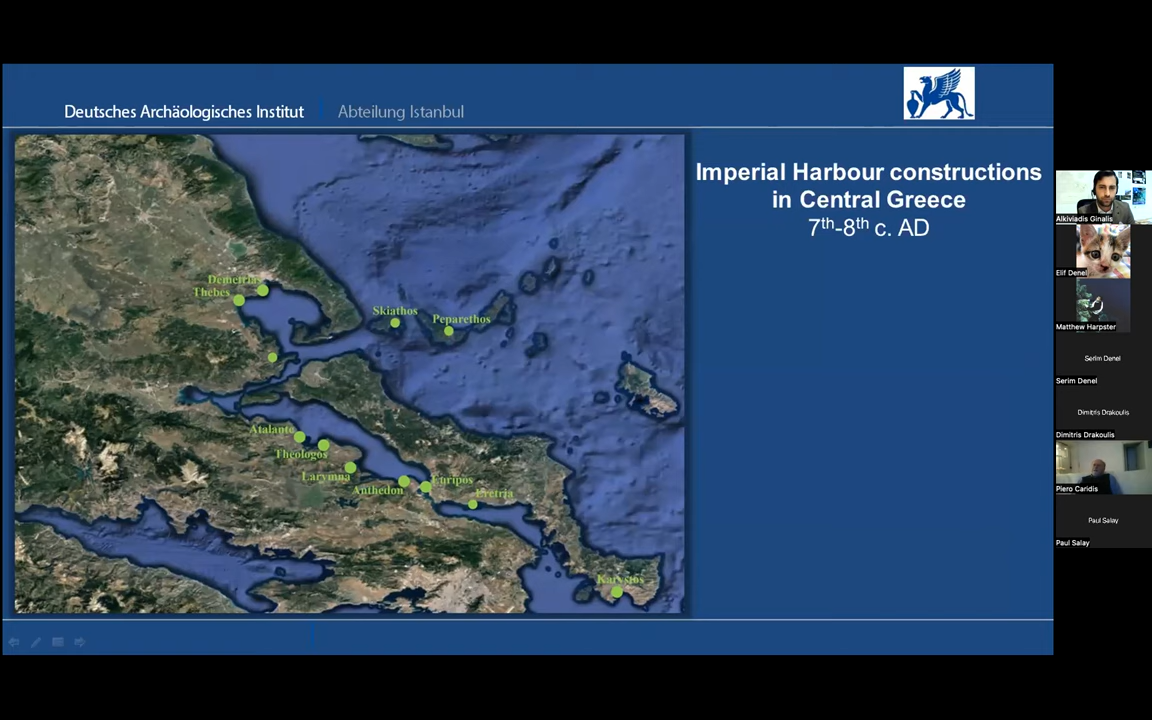 Deutsches Archäologisches Institut
Abteilung Istanbul
Imperial Harbour constructions
in Central Greece
7th-8th c. AD
Demetrias
Thebes
Skiathos
Peparethos
Atalante
Theologos
Larymna
Anthedon
Euripos
Eretria
Karystos
Alkiviadis Ginalis
Elif Denel
Matthew Harpster
Serim Denel
Serim Denel
Dimitris Drakoulis
Dimitris Drakoulis
Piero Caridis
Paul Salay
Paul Salay